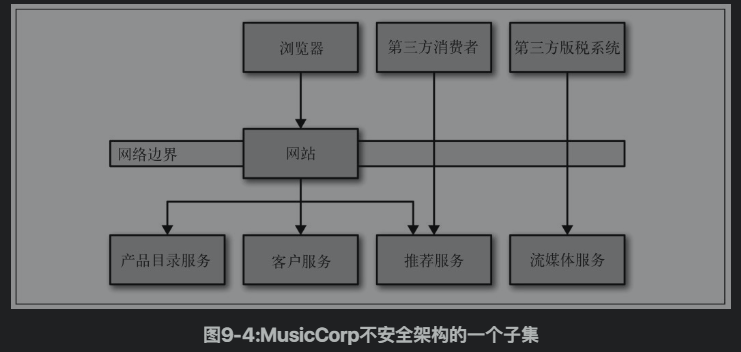 浏览器
第三方消费者
第三方版税系统
网络边界
网站
产品目录服务
客户服务
推荐服务
流媒体服务
图9-4:MusicCorp不安全架构的一个子集